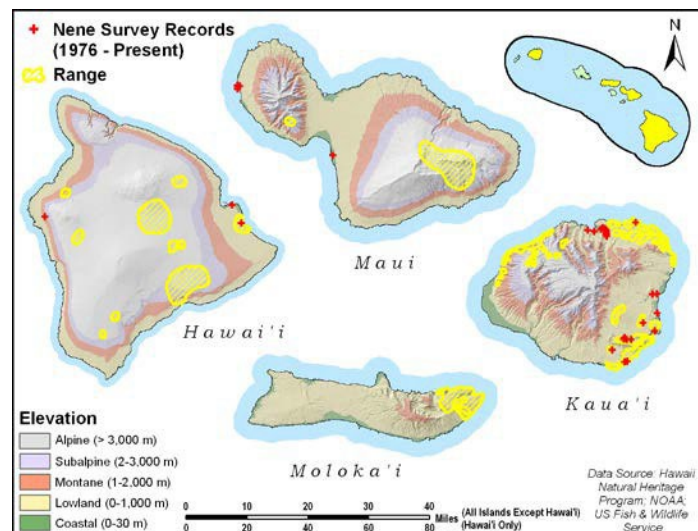 Nene Survey Records
(1976 - Present)
Range
N
Maui
Hawai'i
Kaua'i
Moloka'i
Elevation
Alpine (> 3,000 m)
Subalpine (2-3,000 m)
Montane (1-2,000 m)
Lowland (0-1,000 m)
Coastal (0-30 m)
0 10 20 30 40
Miles
(All Islands Except Hawai'i)
(Hawai'i Only)
0 20 40 60 80
Data Source: Hawaii
Natural Heritage
Program; NOAA;
US Fish & Wildlife
Service